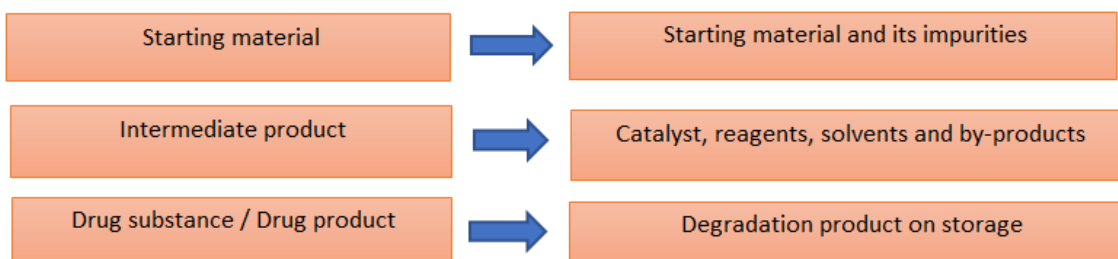 Starting material
Starting material and its impurities
Intermediate product
Catalyst, reagents, solvents and by-products
Drug substance / Drug product
Degradation product on storage